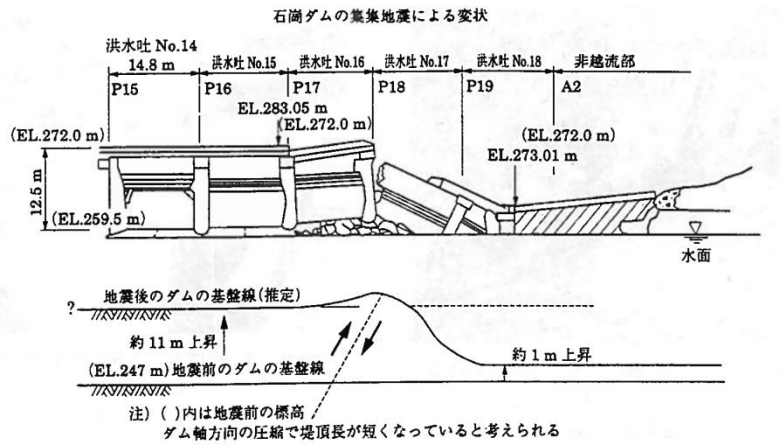 石崗ダムの集集地震による変状
洪水吐 No.14
14.8 m
洪水吐 No.15
洪水吐 No.16
洪水吐 No.17
洪水吐 No.18
非越流部
P15
P16
P17
P18
P19
A2
EL.283.05 m
(EL.272.0 m)
(EL.272.0 m)
(EL.272.0 m)
EL.273.01 m
12.5 m
(EL.259.5 m)
水面
地震後のダムの基盤線(推定)
?
約 11 m 上昇
約 1 m 上昇
(EL.247 m)地震前のダムの基盤線
注) ( )内は地震前の標高
ダム軸方向の圧縮で堤頂長が短くなっていると考えられる